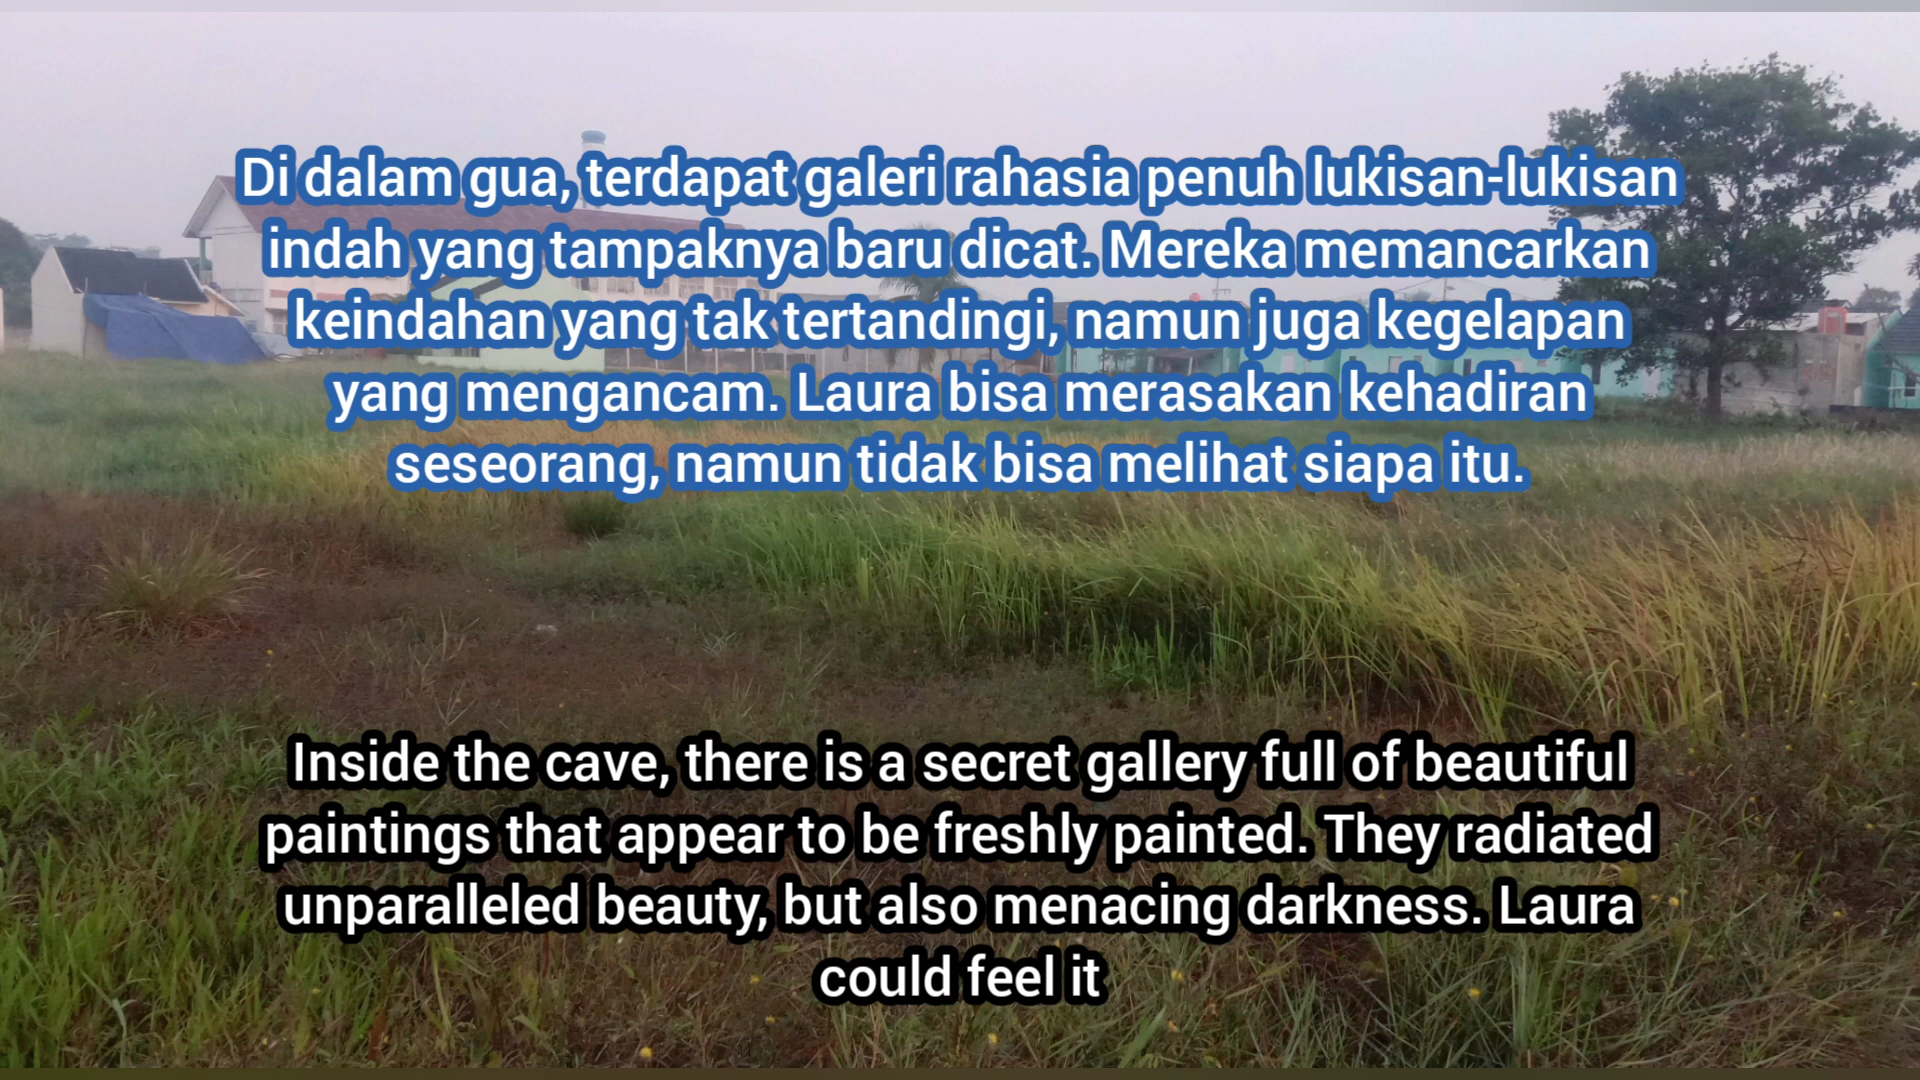 Di dalam gua, terdapat galeri rahasia penuh lukisan-lukisan
indah yang tampaknya baru dicat. Mereka memancarkan
keindahan yang tak tertandingi, namun juga kegelapan
yang mengancam. Laura bisa merasakan kehadiran
seseorang, namun tidak bisa melihat siapa itu.
Inside the cave, there is a secret gallery full of beautiful
paintings that appear to be freshly painted. They radiated
unparalleled beauty, but also menacing darkness. Laura
could feel it